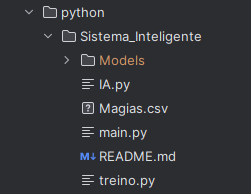 python
Sistema_Inteligente
Models
IA.py
Magias.csv
main.py
README.md
treino.py